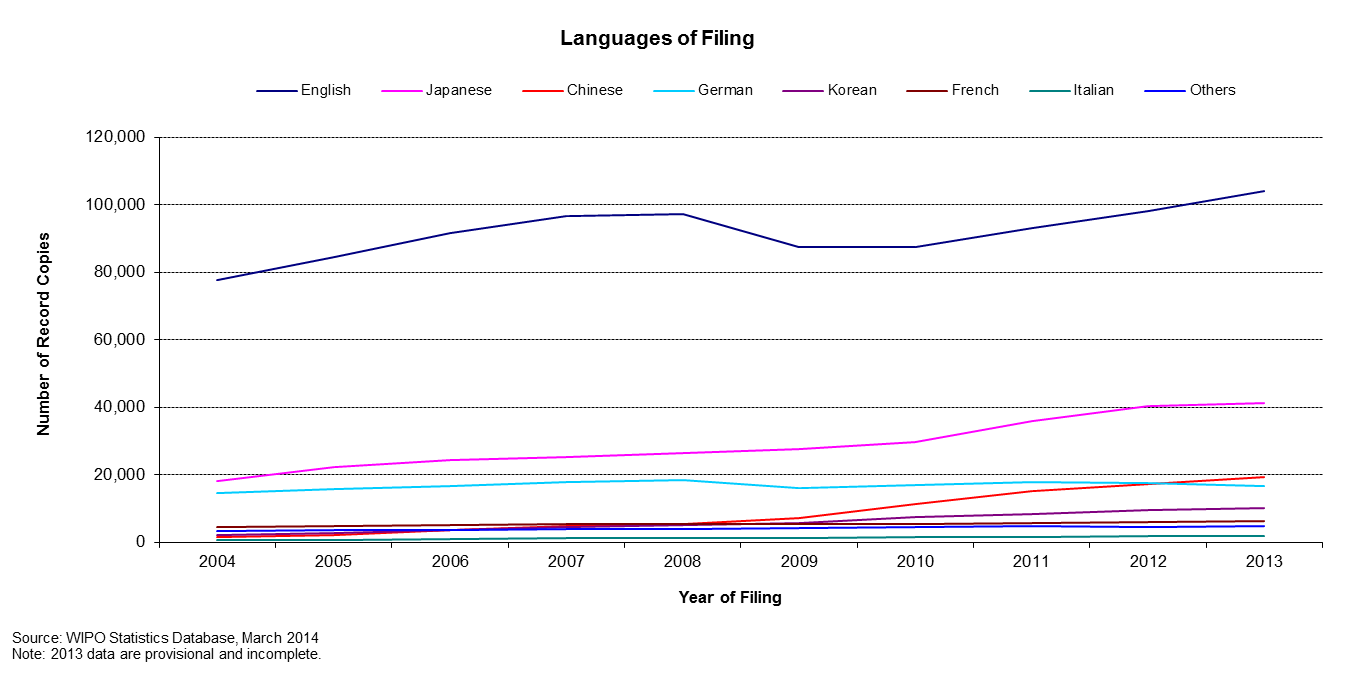 Languages of Filing
English Japanese Chinese German Korean French Italian Others
120,000
100,000
80,000
60,000
40,000
20,000
0
Number of Record Copies
2004 2005 2006 2007 2008 2009 2010 2011 2012 2013
Year of Filing
Source: WIPO Statistics Database, March 2014
Note: 2013 data are provisional and incomplete.